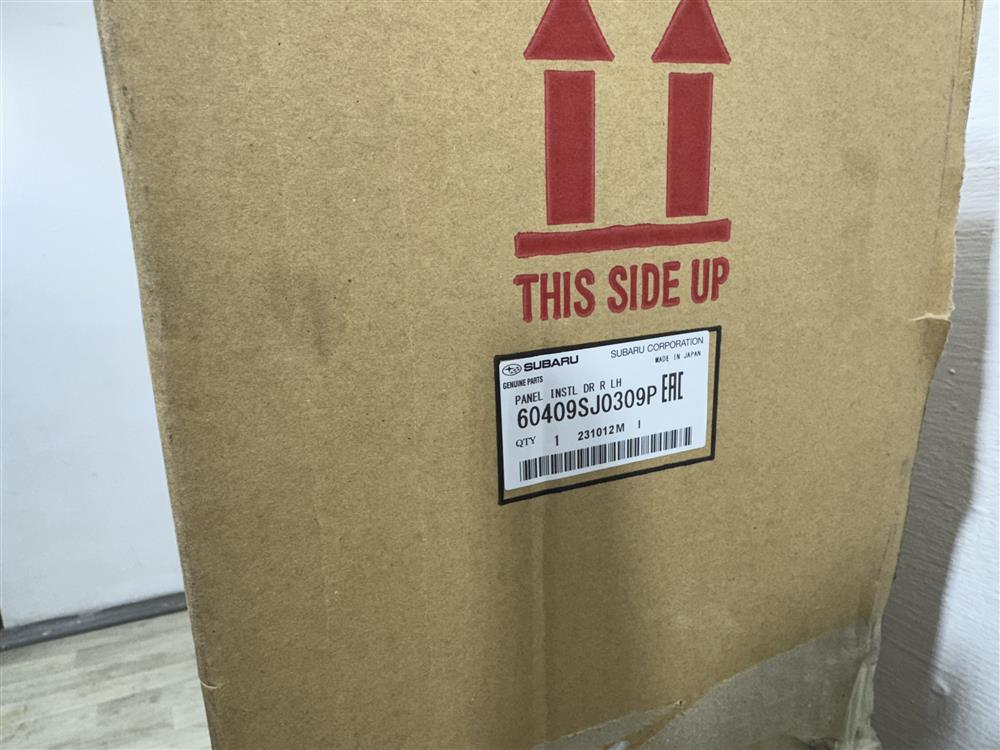 THIS SIDE UP
SUBARU SUBARU CORPORATION
GENUINE PARTS MADE IN JAPAN
PANEL INSTL DR R LH
60409SJ0309P EAC
QTY 1 231012M I